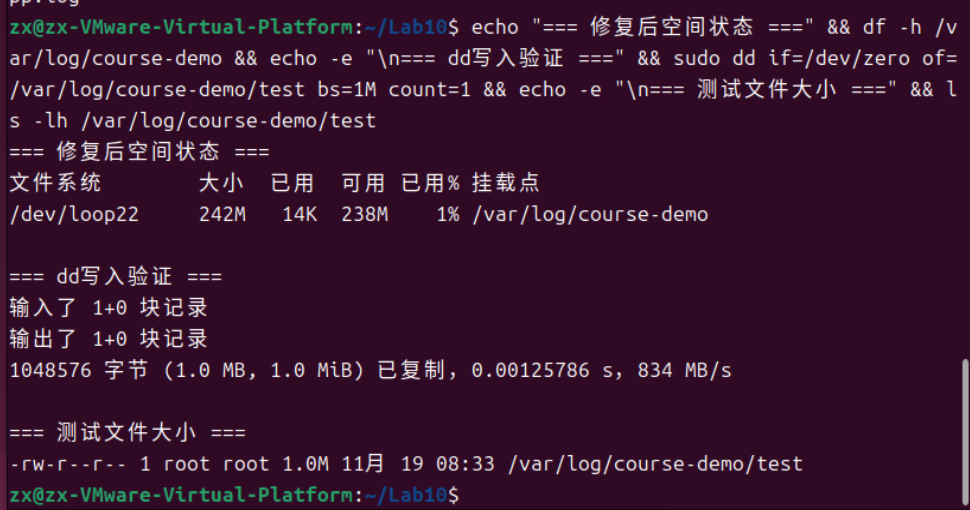 pp.log
zx@zx-VMware-Virtual-Platform:~/Lab10$ echo "=== 修复后空间状态 ===" && df -h /v
ar/log/course-demo && echo -e "\n=== dd写入验证 ===" && sudo dd if=/dev/zero of=
/var/log/course-demo/test bs=1M count=1 && echo -e "\n=== 测试文件大小 ===" && l
s -lh /var/log/course-demo/test
=== 修复后空间状态 ===
文件系统 大小 已用 可用 已用% 挂载点
/dev/loop22 242M 14K 238M 1% /var/log/course-demo
=== dd写入验证 ===
输入了 1+0 块记录
输出了 1+0 块记录
1048576 字节 (1.0 MB, 1.0 MiB) 已复制，0.00125786 s，834 MB/s
=== 测试文件大小 ===
-rw-r--r-- 1 root root 1.0M 11月 19 08:33 /var/log/course-demo/test
zx@zx-VMware-Virtual-Platform:~/Lab10$